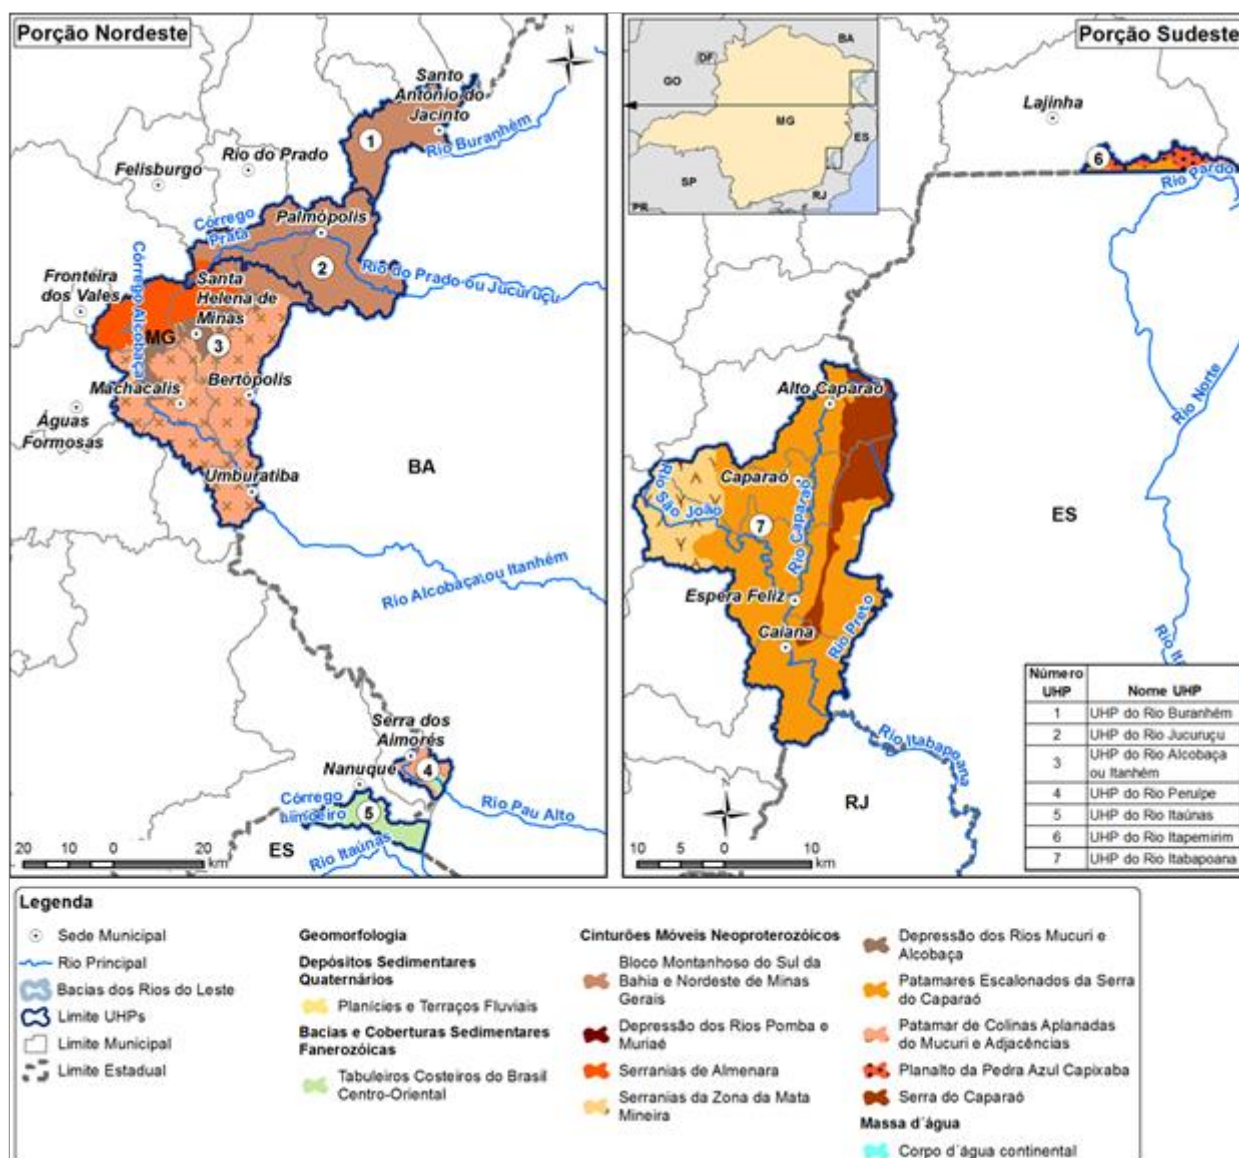 Porção Nordeste
N
Santo
Antônio do
Jacinto
1
Rio Buranhém
Rio do Prado
Felisburgo
Córrego
Prata
Palmópolis
2
Rio do Prado ou Jucuruçu
Fronteira
dos Vales
Córrego Alcobaça
Santa
Helena de
Minas
MG
3
Machacalis
Bertópolis
Águas
Formosas
Umburatiba
BA
Rio Alcobaça ou Itanhém
Serra dos
Aimorés
4
Nanuque
Córrego
Limoeiro
5
Rio Pau Alto
ES
Rio Itaúnas
20 10 0 20
km
Porção Sudeste
BA
DF
GO
MG
ES
SP
RJ
PR
Lajinha
6
Rio Pardo
Rio Norte
Alto Caparaó
Caparaó
Rio São João
7
Rio Caparaó
ES
Espera Feliz
Caiana
Rio Preto
Rio Itabapoana
RJ
N
10 5 0 10
km
Número UHP Nome UHP
1 UHP do Rio Buranhém
2 UHP do Rio Jucuruçu
3 UHP do Rio Alcobaça
ou Itanhém
4 UHP do Rio Peruípe
5 UHP do Rio Itaúnas
6 UHP do Rio Itapemirim
7 UHP do Rio Itabapoana
Legenda
Sede Municipal
Rio Principal
Bacias dos Rios do Leste
Limite UHPs
Limite Municipal
Limite Estadual
Geomorfologia
Depósitos Sedimentares
Quaternários
Planícies e Terraços Fluviais
Bacias e Coberturas Sedimentares
Fanerozóicas
Tabuleiros Costeiros do Brasil
Centro-Oriental
Cinturões Móveis Neoproterozóicos
Bloco Montanhoso do Sul da
Bahia e Nordeste de Minas
Gerais
Depressão dos Rios Pomba e
Muriaé
Serranias de Almenara
Serranias da Zona da Mata
Mineira
Depressão dos Rios Mucuri e
Alcobaça
Patamares Escalonados da Serra
do Caparaó
Patamar de Colinas Aplanadas
do Mucuri e Adjacências
Planalto da Pedra Azul Capixaba
Serra do Caparaó
Massa d´água
Corpo d´água continental